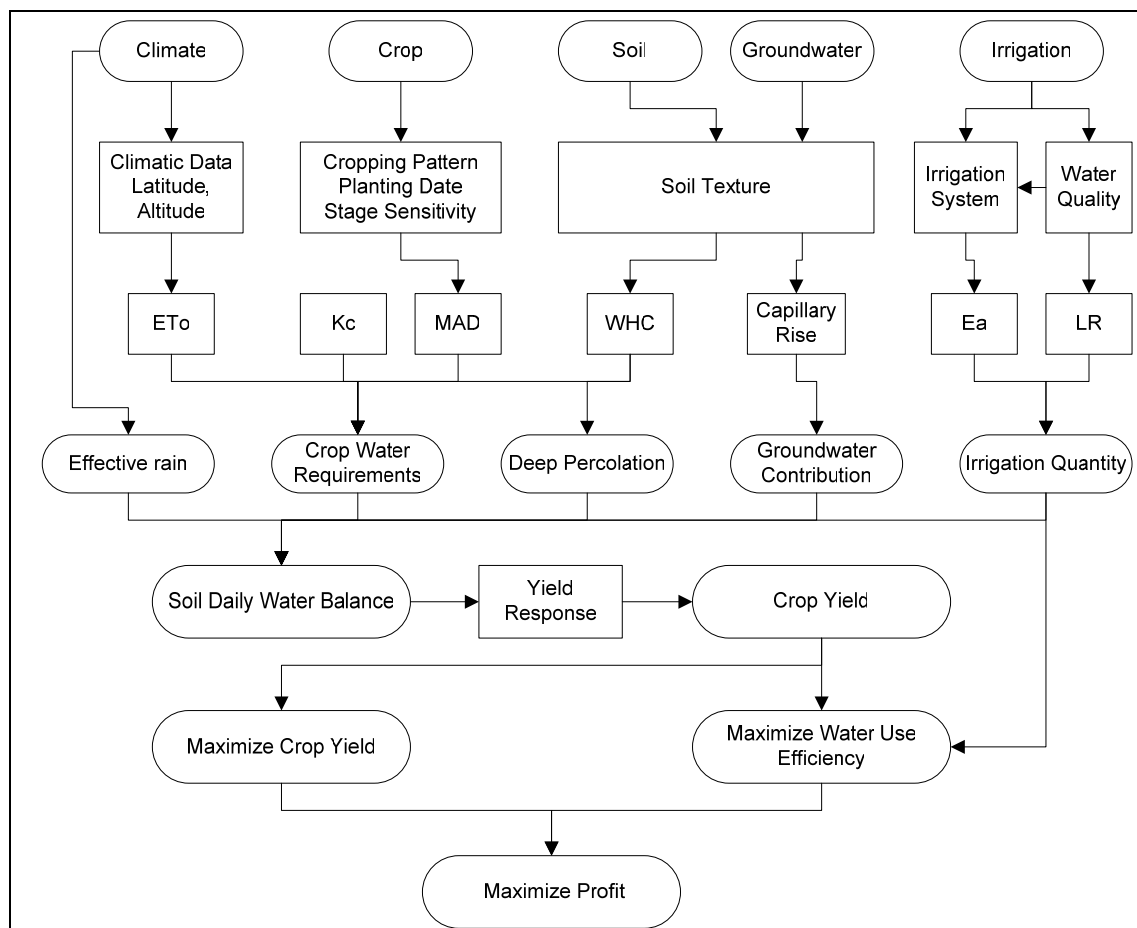 Climate
Crop
Soil
Groundwater
Irrigation
Climatic Data
Latitude,
Altitude
Cropping Pattern
Planting Date
Stage Sensitivity
Soil Texture
Irrigation
System
Water
Quality
ETo
Kc
MAD
WHC
Capillary
Rise
Ea
LR
Effective rain
Crop Water
Requirements
Deep Percolation
Groundwater
Contribution
Irrigation Quantity
Soil Daily Water Balance
Yield
Response
Crop Yield
Maximize Crop Yield
Maximize Water Use
Efficiency
Maximize Profit